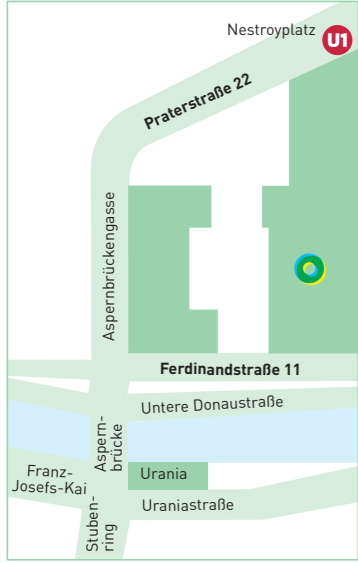 Nestroyplatz
U1
Praterstraße 22
Aspernbrückengasse
Ferdinandstraße 11
Untere Donaustraße
Aspern-
brücke
Franz-
Josefs-Kai
Urania
Uraniastraße
Stuben-
ring